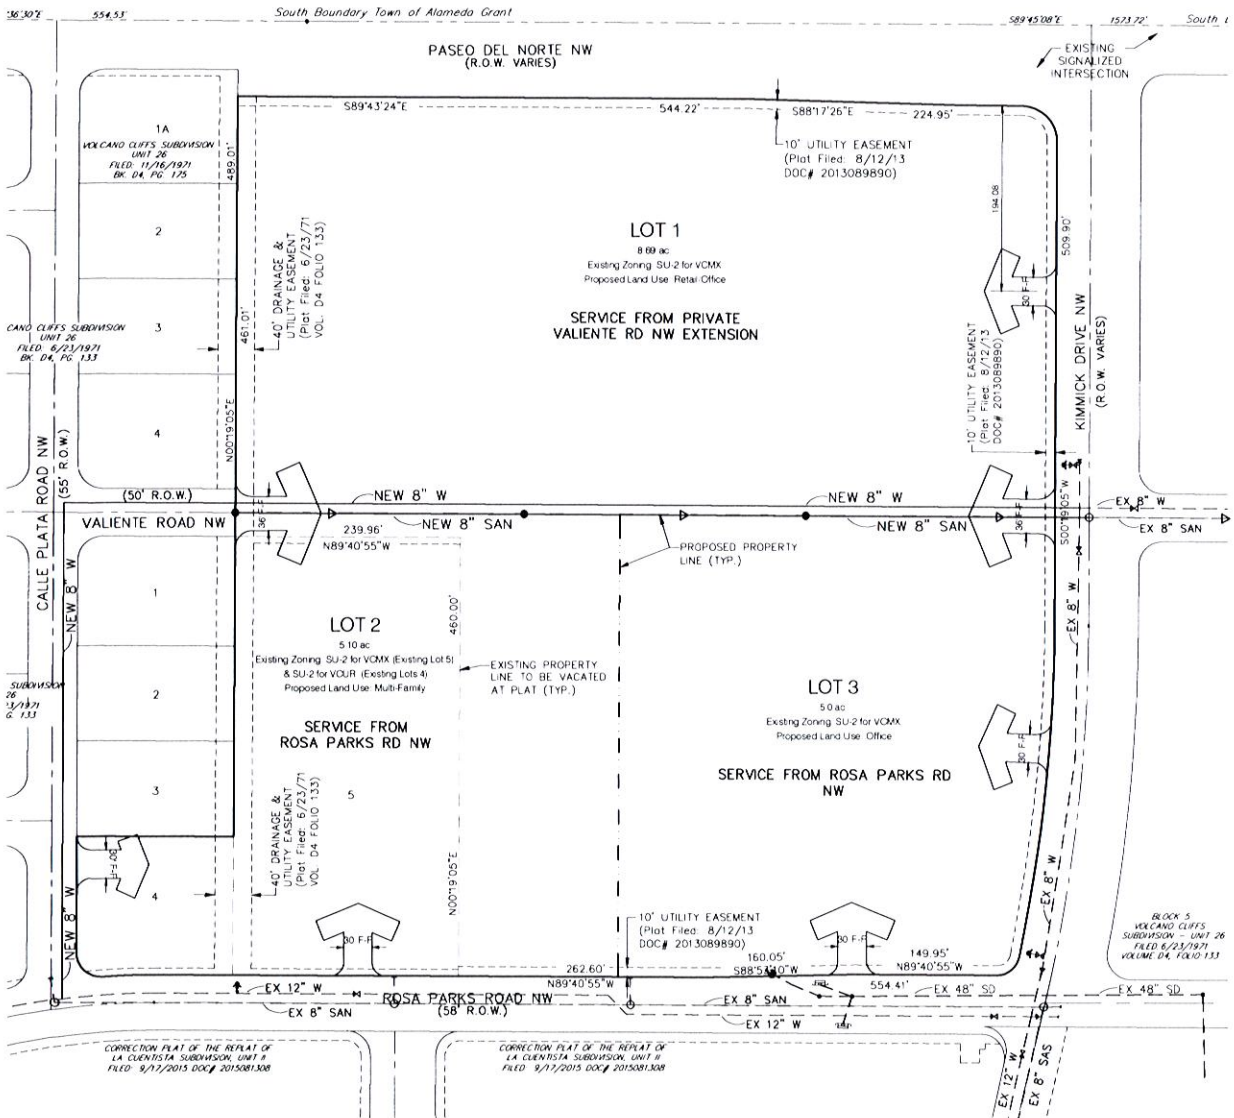 '36'30"E
554.53'
South Boundary Town of Alameda Grant
S89°45'08"E
1573.72'
South
PASEO DEL NORTE NW
(R.O.W. VARIES)
EXISTING
SIGNALIZED
INTERSECTION
S89°43'24"E
544.22'
S88°17'26"E
224.95'
1A
VOLCANO CLIFFS SUBDIVISION
UNIT 26
FILED: 11/16/1971
BK. D4, PG. 175
489.01'
10' UTILITY EASEMENT
(Plat Filed: 8/12/13
DOC# 2013089890)
194.08
2
40' DRAINAGE &
UTILITY EASEMENT
(Plat Filed: 6/23/71
VOL. D4 FOLIO 133)
LOT 1
8.69 ac
Existing Zoning: SU-2 for VCMX
Proposed Land Use: Retail Office
509.90'
30 F-F
SERVICE FROM PRIVATE
VALIENTE RD NW EXTENSION
CANO CLIFFS SUBDIVISION
UNIT 26
FILED: 6/23/1971
BK. D4, PG. 133
3
461.01'
10' UTILITY EASEMENT
(Plat Filed: 8/12/13
DOC# 2013089890)
KIMMICK DRIVE NW
(R.O.W. VARIES)
4
N00°19'05"E
CALLE PLATA ROAD NW
(55' R.O.W.)
(50' R.O.W.)
VALIENTE ROAD NW
36 F-F
NEW 8" W
NEW 8" W
NEW 8" SAN
NEW 8" SAN
36 F-F
S00°19'05"W
EX 8" W
EX 8" SAN
239.96'
N89°40'55"W
PROPOSED PROPERTY
LINE (TYP.)
NEW 8" W
EX 8" W
1
460.00'
LOT 2
5.10 ac
Existing Zoning: SU-2 for VCMX (Existing Lot 5)
& SU-2 for VCUR (Existing Lots 4)
Proposed Land Use: Multi-Family
EXISTING PROPERTY
LINE TO BE VACATED
AT PLAT (TYP.)
SERVICE FROM
ROSA PARKS RD NW
LOT 3
5.0 ac
Existing Zoning: SU-2 for VCMX
Proposed Land Use: Office
30 F-F
SERVICE FROM ROSA PARKS RD
NW
SUBDIVISION
26
3/1971
G. 133
2
3
5
40' DRAINAGE &
UTILITY EASEMENT
(Plat Filed: 6/23/71
VOL. D4 FOLIO 133)
N00°19'05"E
30 F-F
4
NEW 8" W
EX 8" W
30 F-F
10' UTILITY EASEMENT
(Plat Filed: 8/12/13
DOC# 2013089890)
30 F-F
BLOCK 5
VOLCANO CLIFFS
SUBDIVISION - UNIT 26
FILED 6/23/1971
VOLUME D4, FOLIO 133
262.60'
N89°40'55"W
160.05'
149.95'
N89°40'55"W
EX 12" W
ROSA PARKS ROAD NW
(58' R.O.W.)
EX 8" SAN
EX 8" SAN
554.41'
EX 48" SD
EX 48" SD
EX 12" W
CORRECTION PLAT OF THE REPLAT OF
LA CUENTISTA SUBDIVISION, UNIT II
FILED: 9/17/2015 DOC# 2015081308
CORRECTION PLAT OF THE REPLAT OF
LA CUENTISTA SUBDIVISION, UNIT II
FILED: 9/17/2015 DOC# 2015081308
EX 12" W
EX 8" SAS